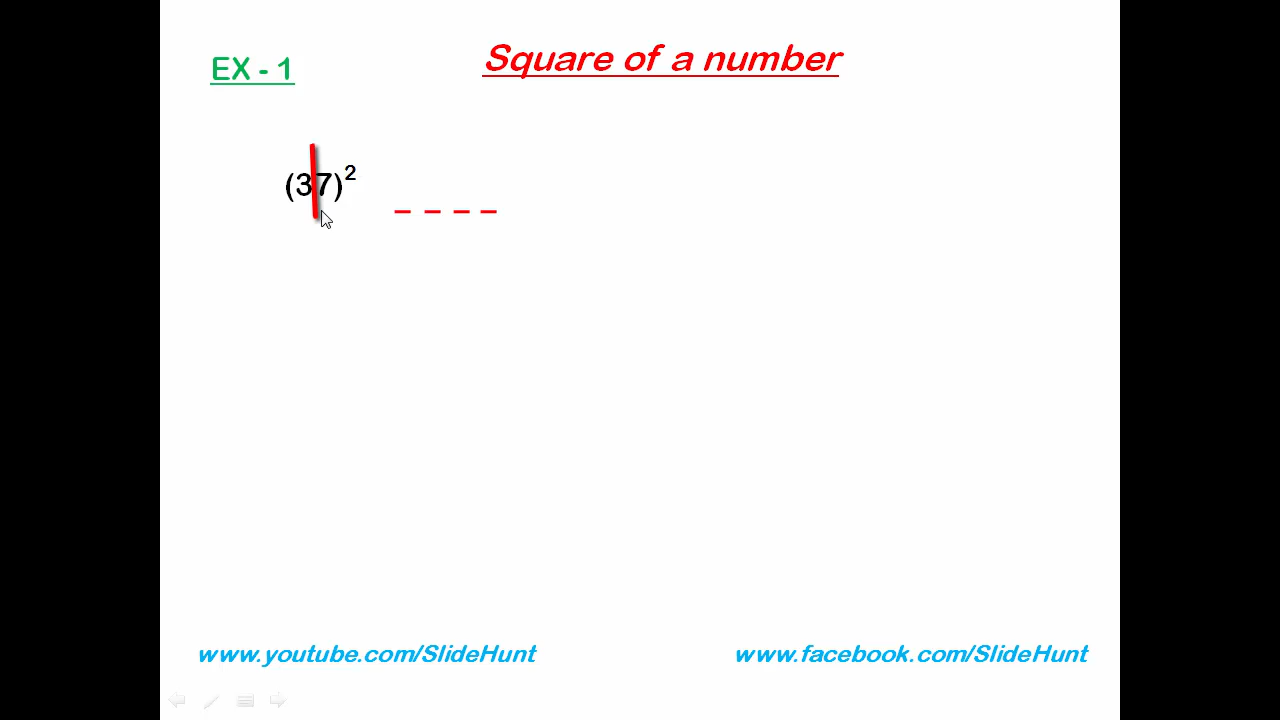 EX - 1
Square of a number
(37)²
_ _ _ _
www.youtube.com/SlideHunt
www.facebook.com/SlideHunt